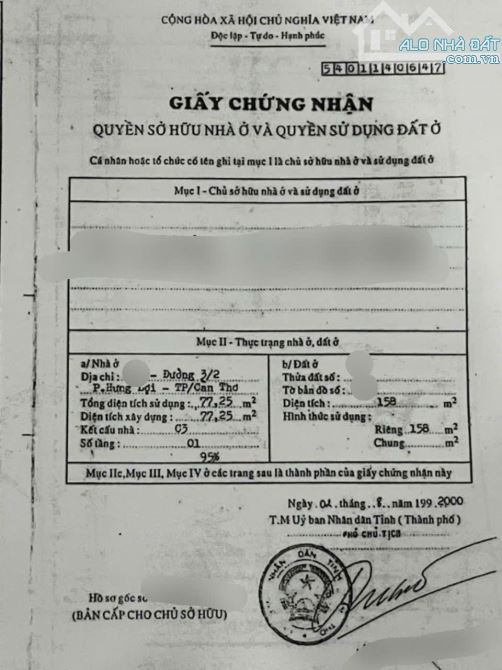 CỘNG HÒA XÃ HỘI CHỦ NGHĨA VIỆT NAM
Độc lập - Tự do - Hạnh phúc
ALO NHÀ ĐẤT
5401140647
GIẤY CHỨNG NHẬN
QUYỀN SỞ HỮU NHÀ Ở VÀ QUYỀN SỬ DỤNG ĐẤT Ở
Cá nhân hoặc tổ chức có tên ghi tại mục I là chủ sở hữu nhà ở và sử dụng đất ở
Mục I - Chủ sở hữu nhà ở và sử dụng đất ở
Mục II - Thực trạng nhà ở, đất ở
a/ Nhà ở
Địa chỉ : - Đường 3/2
P.Hưng Lợi - TP/Cần Thơ
Tổng diện tích sử dụng : 77,25 m²
Diện tích xây dựng : 77,25 m²
Kết cấu nhà : C3
Số tầng : 01
95%
b/ Đất ở
Thửa đất số :
Tờ bản đồ số :
Diện tích : 158 m²
Hình thức sử dụng :
Riêng 158 m²
Chung m²
Mục IIc, Mục III, Mục IV ở các trang sau là thành phần của giấy chứng nhận này
Ngày 01 tháng 8 năm 199 2000
T.M Uỷ ban Nhân dân Tỉnh ( Thành phố )
PHÓ CHỦ TỊCH
NHÂN DÂN TỈNH
Hồ sơ gốc số
(BẢN CẤP CHO CHỦ SỞ HỮU)